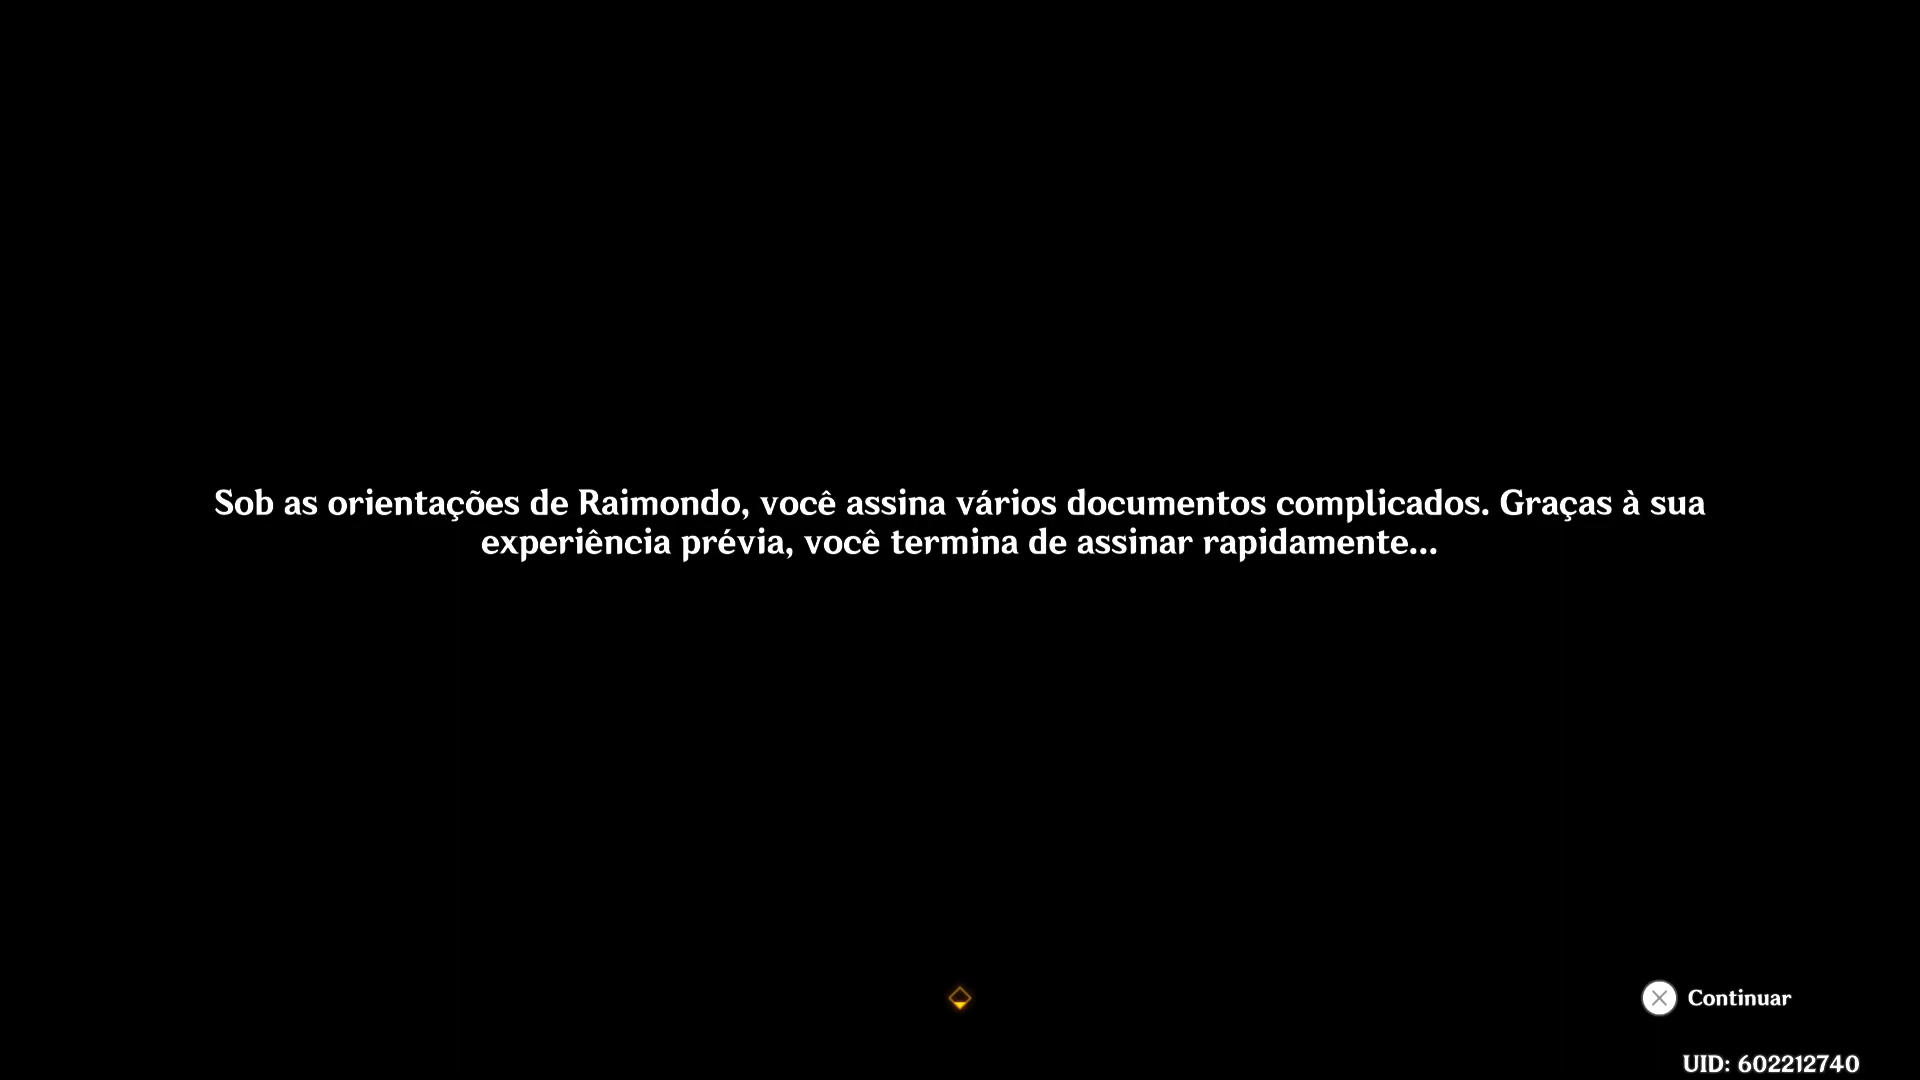 Sob as orientações de Raimondo, você assina vários documentos complicados. Graças à sua
experiência prévia, você termina de assinar rapidamente...
Continuar
UID: 602212740